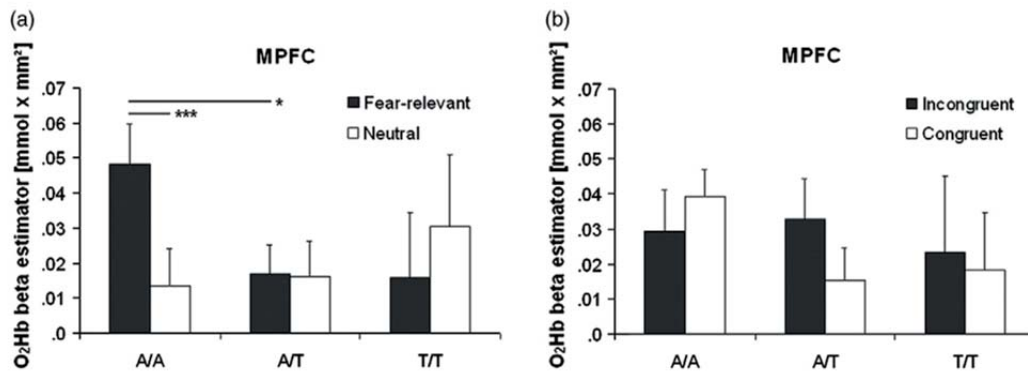 (a)
MPFC
O₂Hb beta estimator [mmol x mm²]
.07
.06
.05
.04
.03
.02
.01
.0
***
*
Fear-relevant
Neutral
A/A A/T T/T
(b)
MPFC
O₂Hb beta estimator [mmol x mm²]
.07
.06
.05
.04
.03
.02
.01
.0
Incongruent
Congruent
A/A A/T T/T